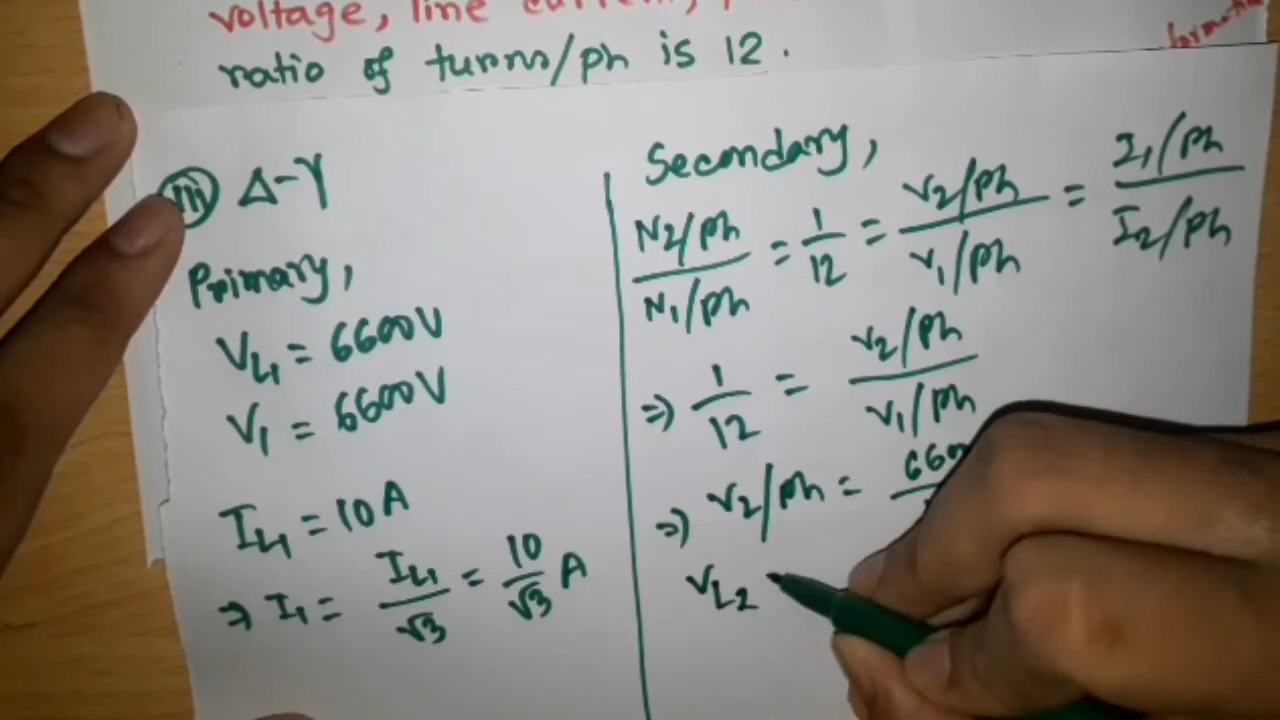 voltage, line current,
ratio of turns/ph is 12.
(iii) Δ-Y
Primary,
VL1 = 6600V
V1 = 6600V
IL1 = 10A
⇒ I1 = IL1/√3 = 10/√3 A
Secondary,
N2/ph / N1/ph = 1/12 = V2/ph / V1/ph = I1/ph / I2/ph
⇒ 1/12 = V2/ph / V1/ph
⇒ V2/ph = 660
VL2